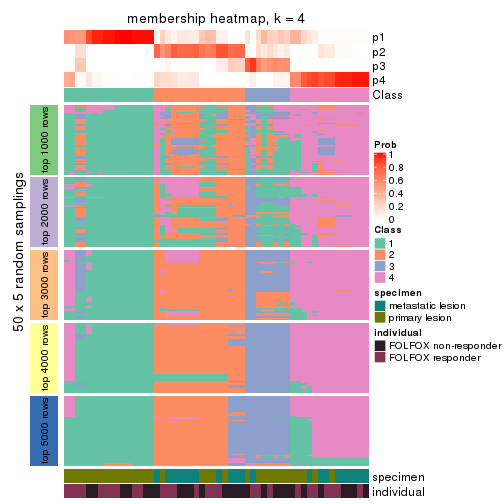 membership heatmap, k = 4
p1
p2
p3
p4
Class
50 x 5 random samplings
top 1000 rows
top 2000 rows
top 3000 rows
top 4000 rows
top 5000 rows
specimen
individual
Prob
1
0.8
0.6
0.4
0.2
0
Class
1
2
3
4
specimen
metastatic lesion
primary lesion
individual
FOLFOX non-responder
FOLFOX responder